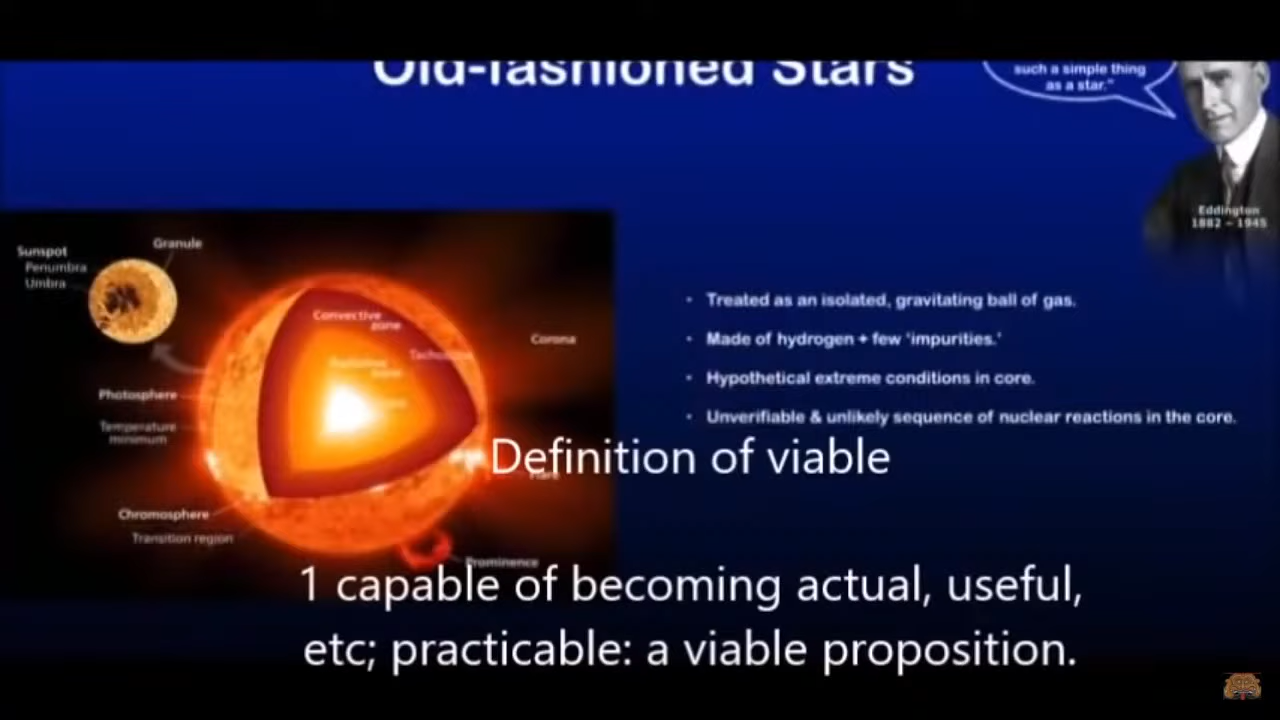 Old-fashioned Stars
such a simple thing
as a star."
Eddington
1882 – 1945
Sunspot
Penumbra
Umbra
Granule
Convective
zone
Corona
Photosphere
Temperature
minimum
Flare
Chromosphere
Transition region
Prominence
• Treated as an isolated, gravitating ball of gas.
• Made of hydrogen + few 'impurities.'
• Hypothetical extreme conditions in core.
• Unverifiable & unlikely sequence of nuclear reactions in the core.
Definition of viable
1 capable of becoming actual, useful,
etc; practicable: a viable proposition.